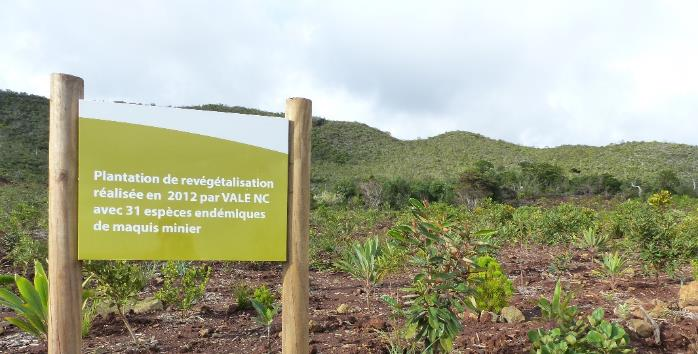 Plantation de revégétalisation
réalisée en 2012 par VALE NC
avec 31 espèces endémiques
de maquis minier